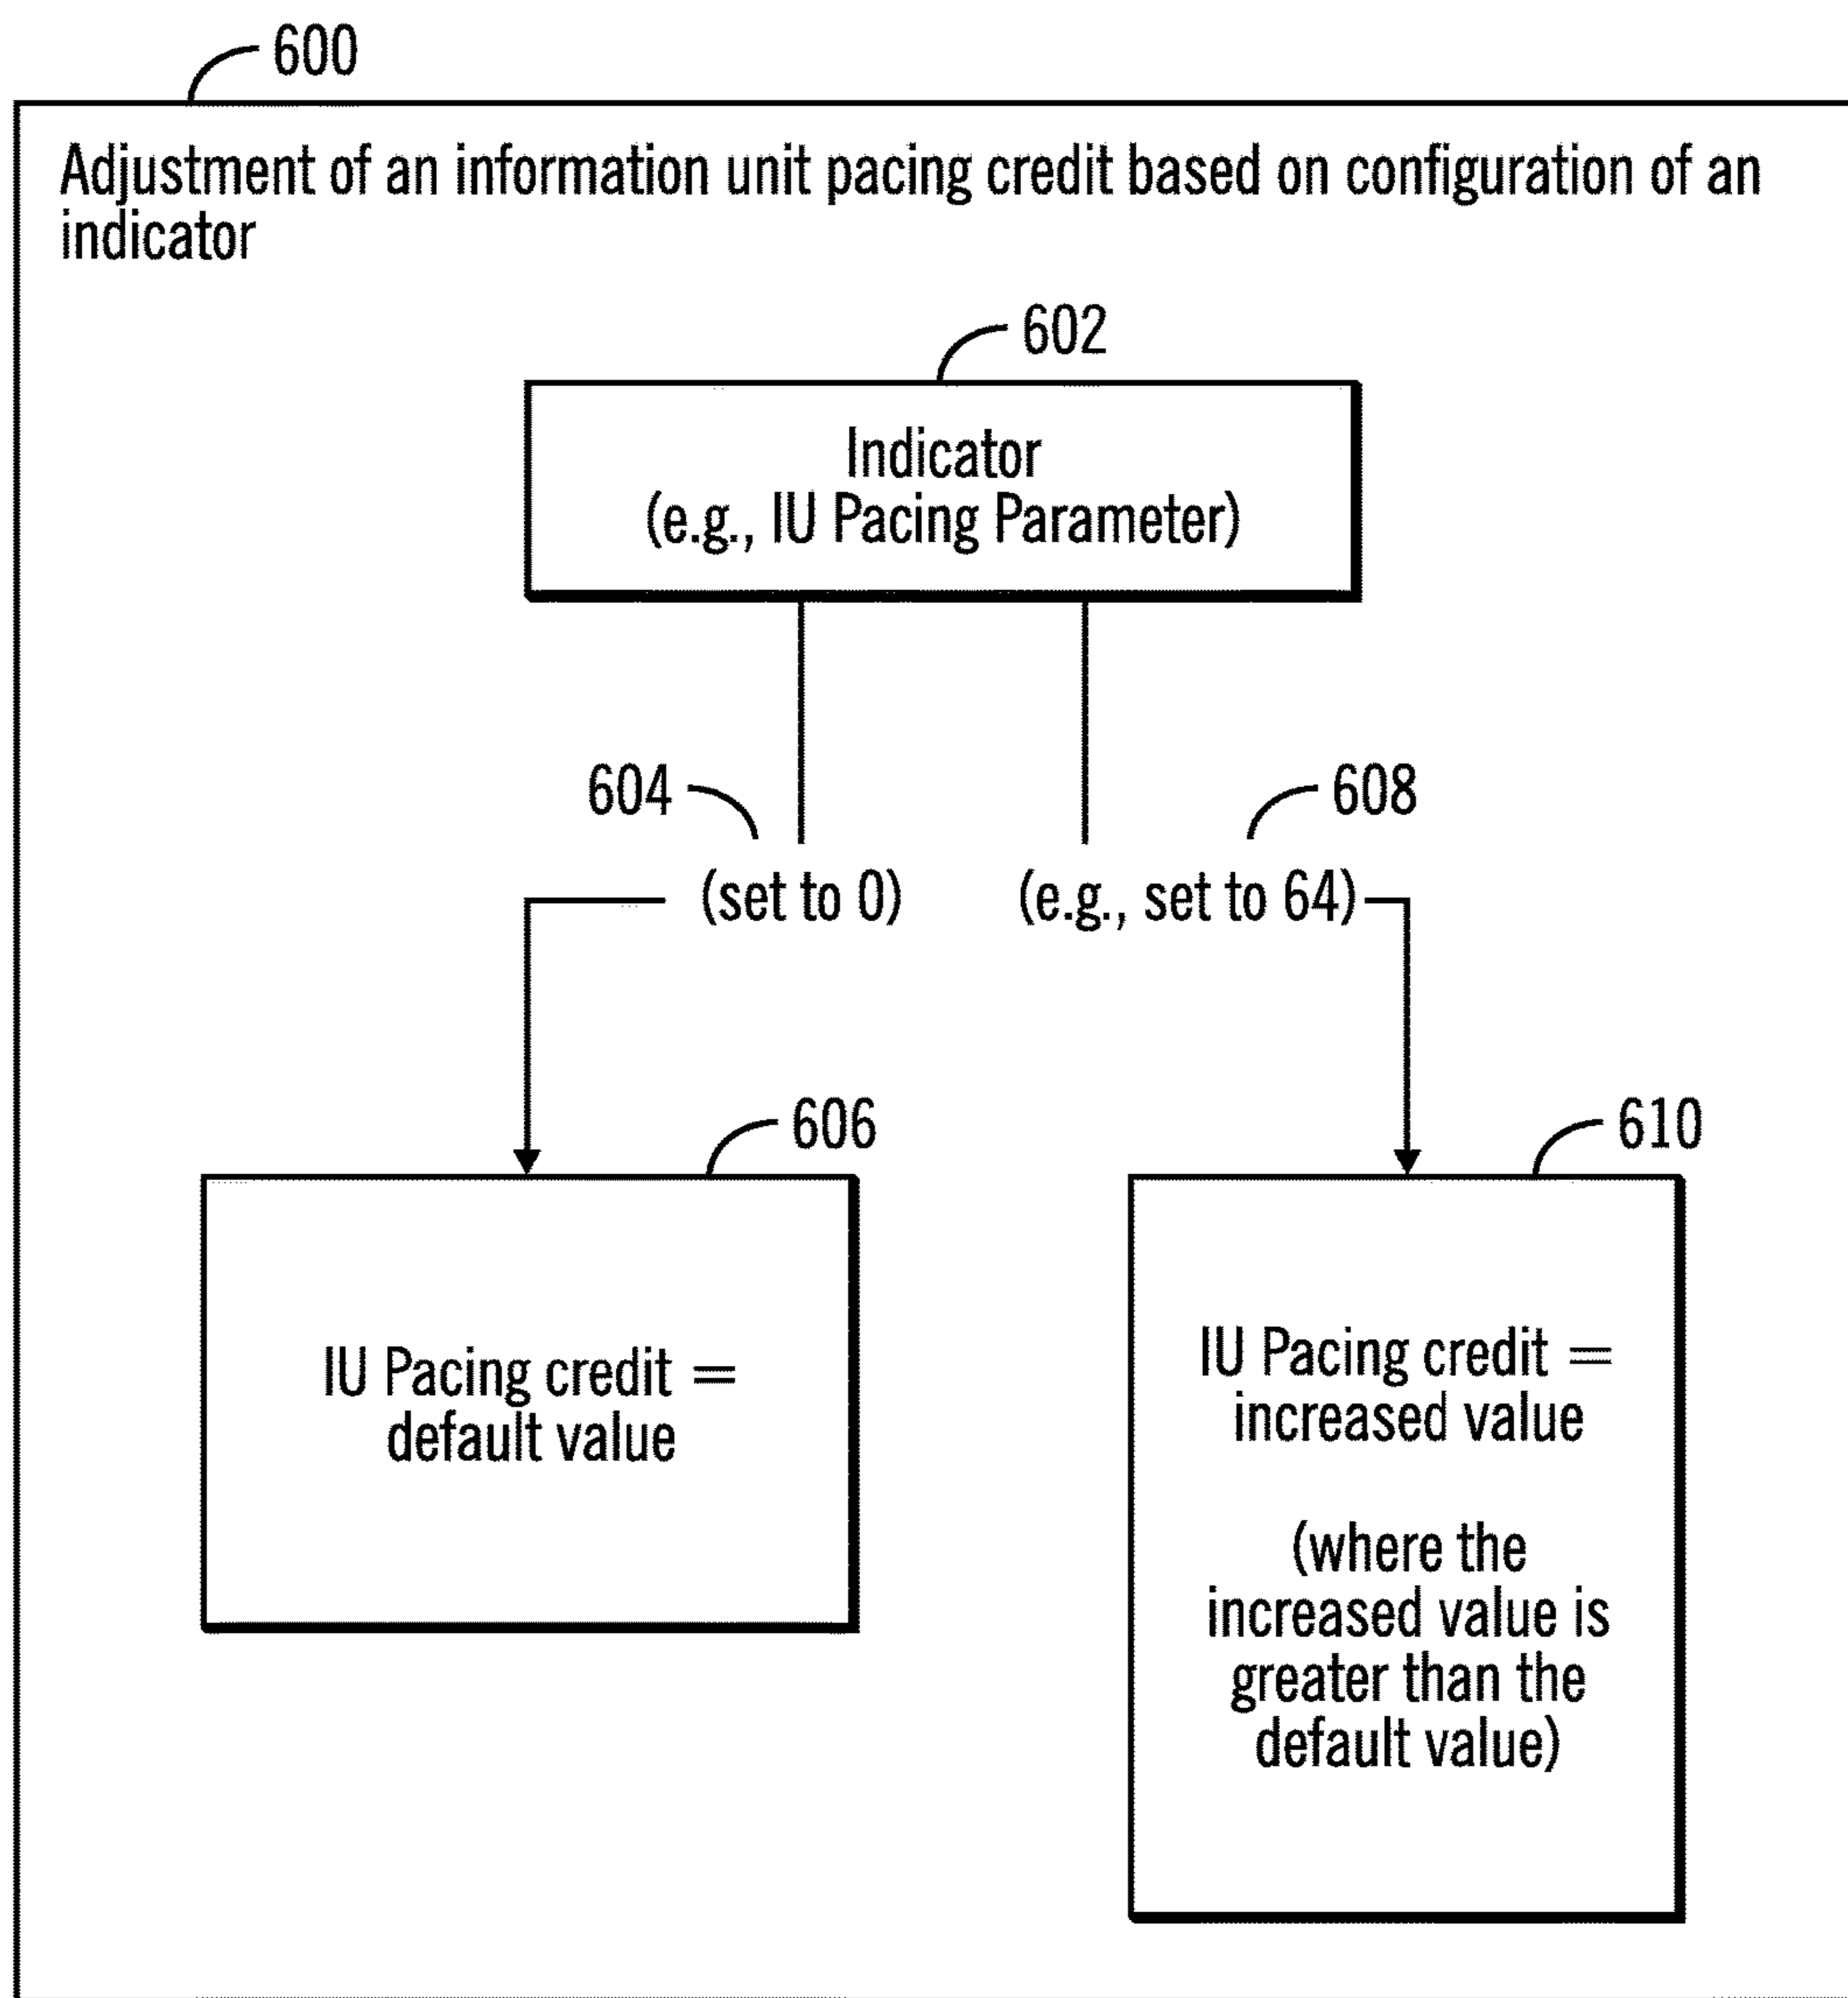 600
Adjustment of an information unit pacing credit based on configuration of an
indicator
602
Indicator
(e.g., IU Pacing Parameter)
604
608
(set to 0)
(e.g., set to 64)
606
610
IU Pacing credit =
default value
IU Pacing credit =
increased value
(where the
increased value is
greater than the
default value)